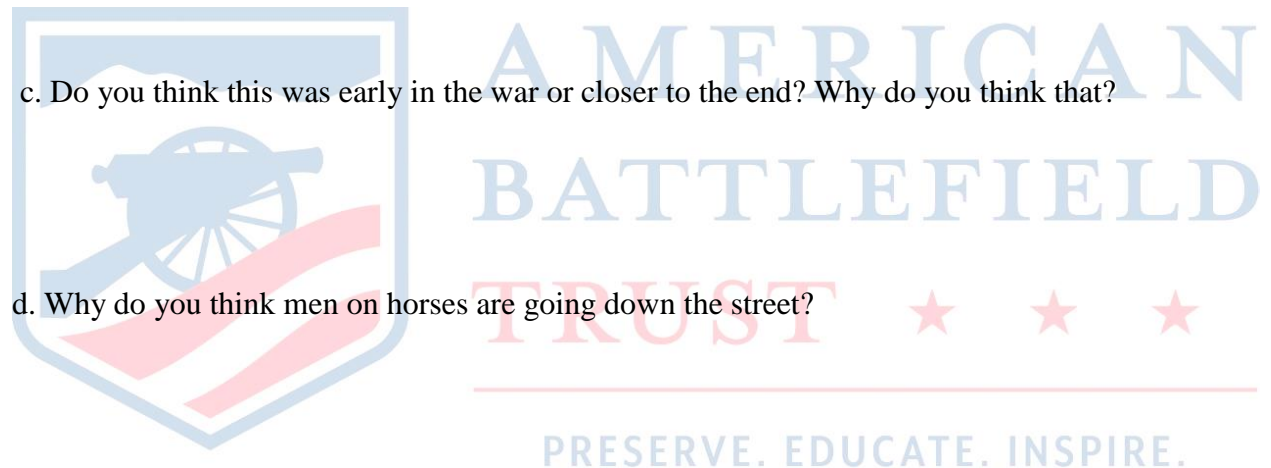 AMERICAN
c. Do you think this was early in the war or closer to the end? Why do you think that?
BATTLEFIELD
d. Why do you think men on horses are going down the street?
TRUST
PRESERVE. EDUCATE. INSPIRE.